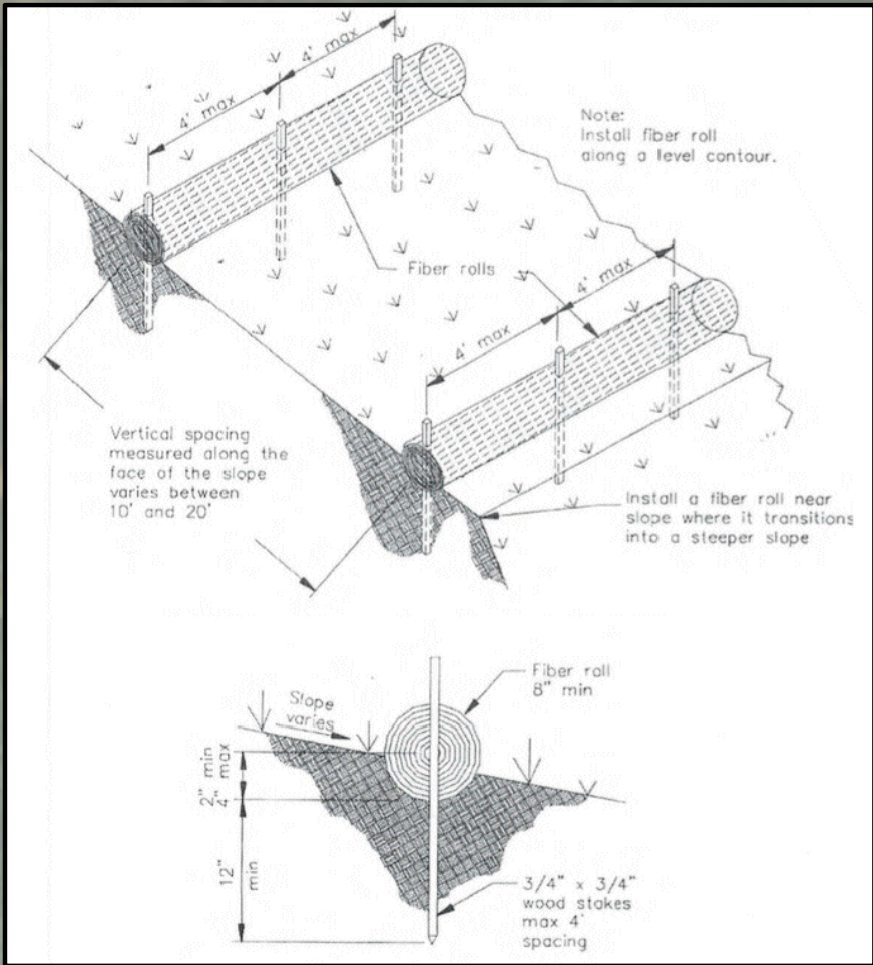 4' max
4' max
Note:
Install fiber roll
along a level contour.
Fiber rolls
4' max
4' max
Vertical spacing
measured along the
face of the slope
varies between
10' and 20'
Install a fiber roll near
slope where it transitions
into a steeper slope
Fiber roll
8" min
Slope
varies
2" min
4" max
12"
min
3/4" x 3/4"
wood stakes
max 4'
spacing